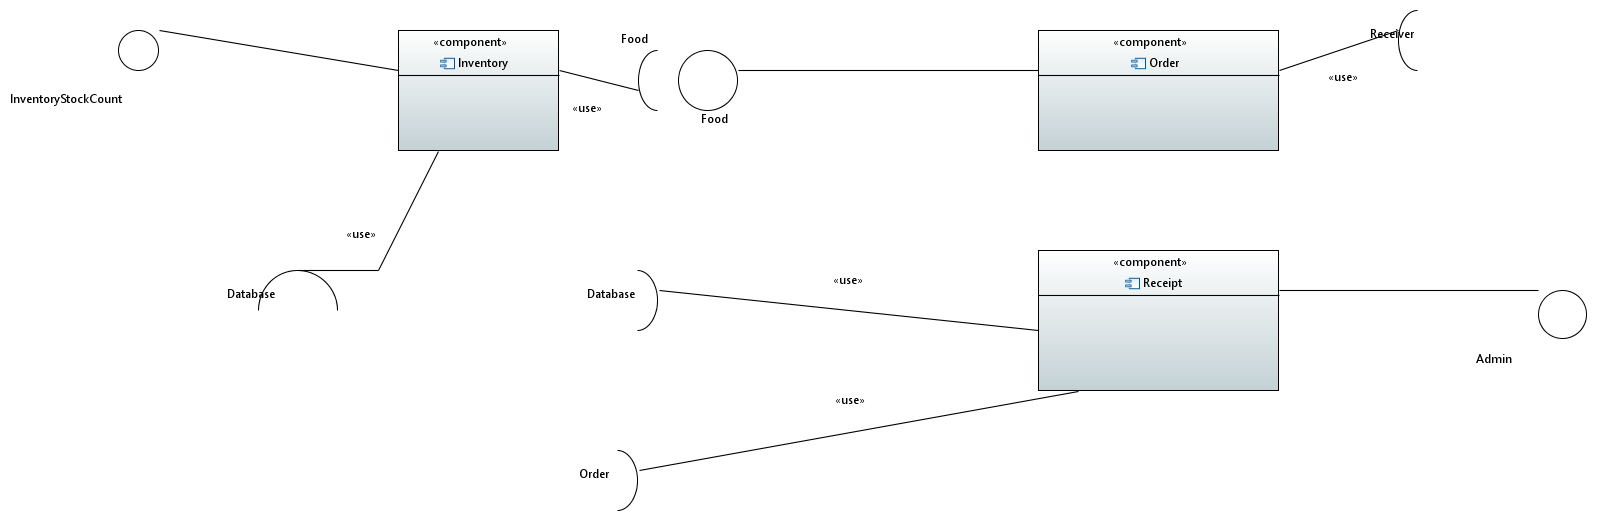 Receiver
Food
«component»
Inventory
«component»
Order
«use»
InventoryStockCount
«use»
Food
«use»
«component»
Receipt
«use»
Database
Database
Admin
«use»
Order